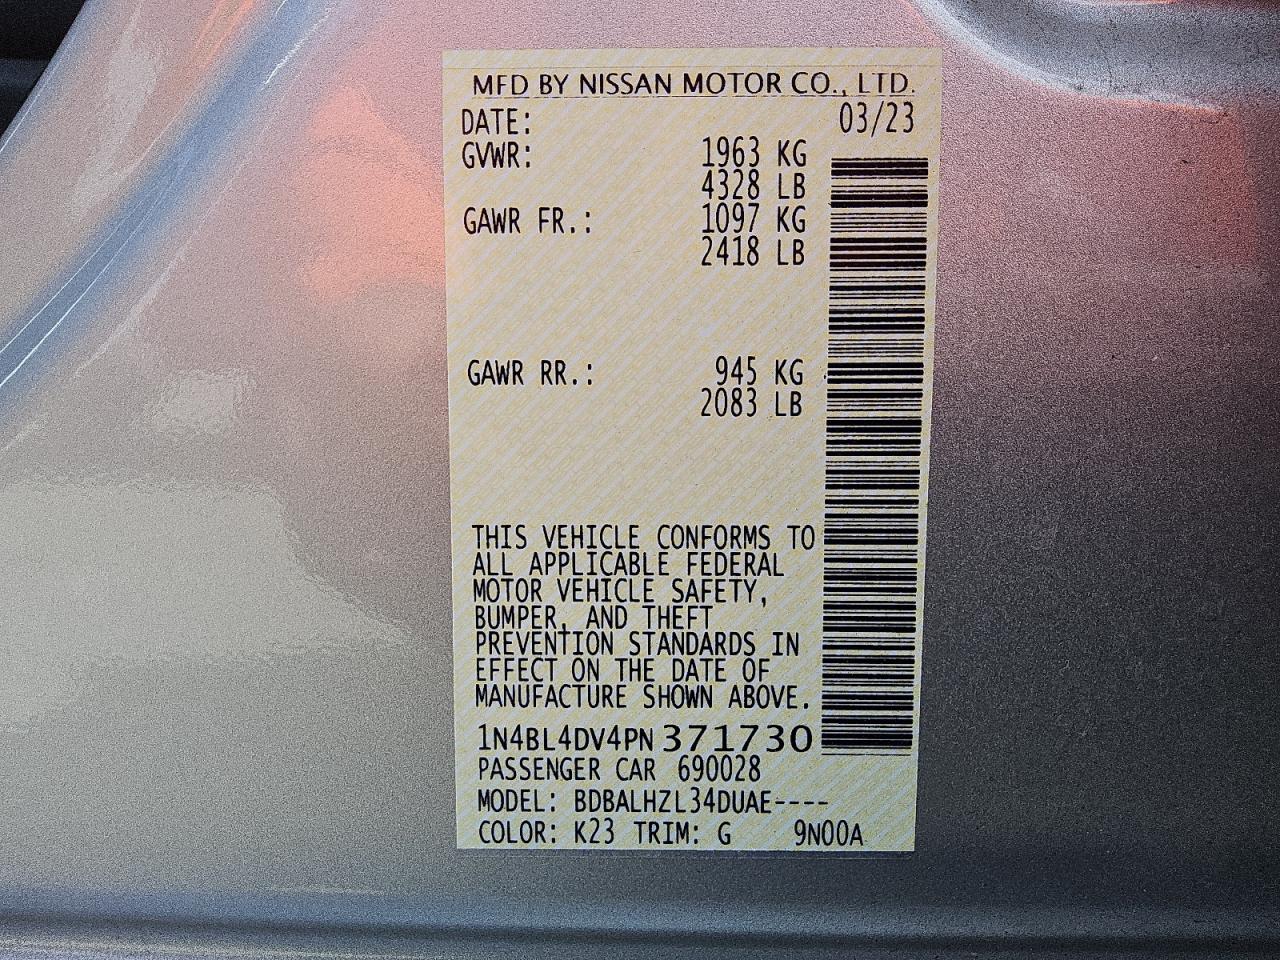 MFD BY NISSAN MOTOR CO., LTD.
DATE: 03/23
GVWR: 1963 KG
4328 LB
GAWR FR.: 1097 KG
2418 LB
GAWR RR.: 945 KG
2083 LB
THIS VEHICLE CONFORMS TO
ALL APPLICABLE FEDERAL
MOTOR VEHICLE SAFETY,
BUMPER, AND THEFT
PREVENTION STANDARDS IN
EFFECT ON THE DATE OF
MANUFACTURE SHOWN ABOVE.
1N4BL4DV4PN371730
PASSENGER CAR 690028
MODEL: BDBALHZL34DUAE----
COLOR: K23 TRIM: G 9N00A